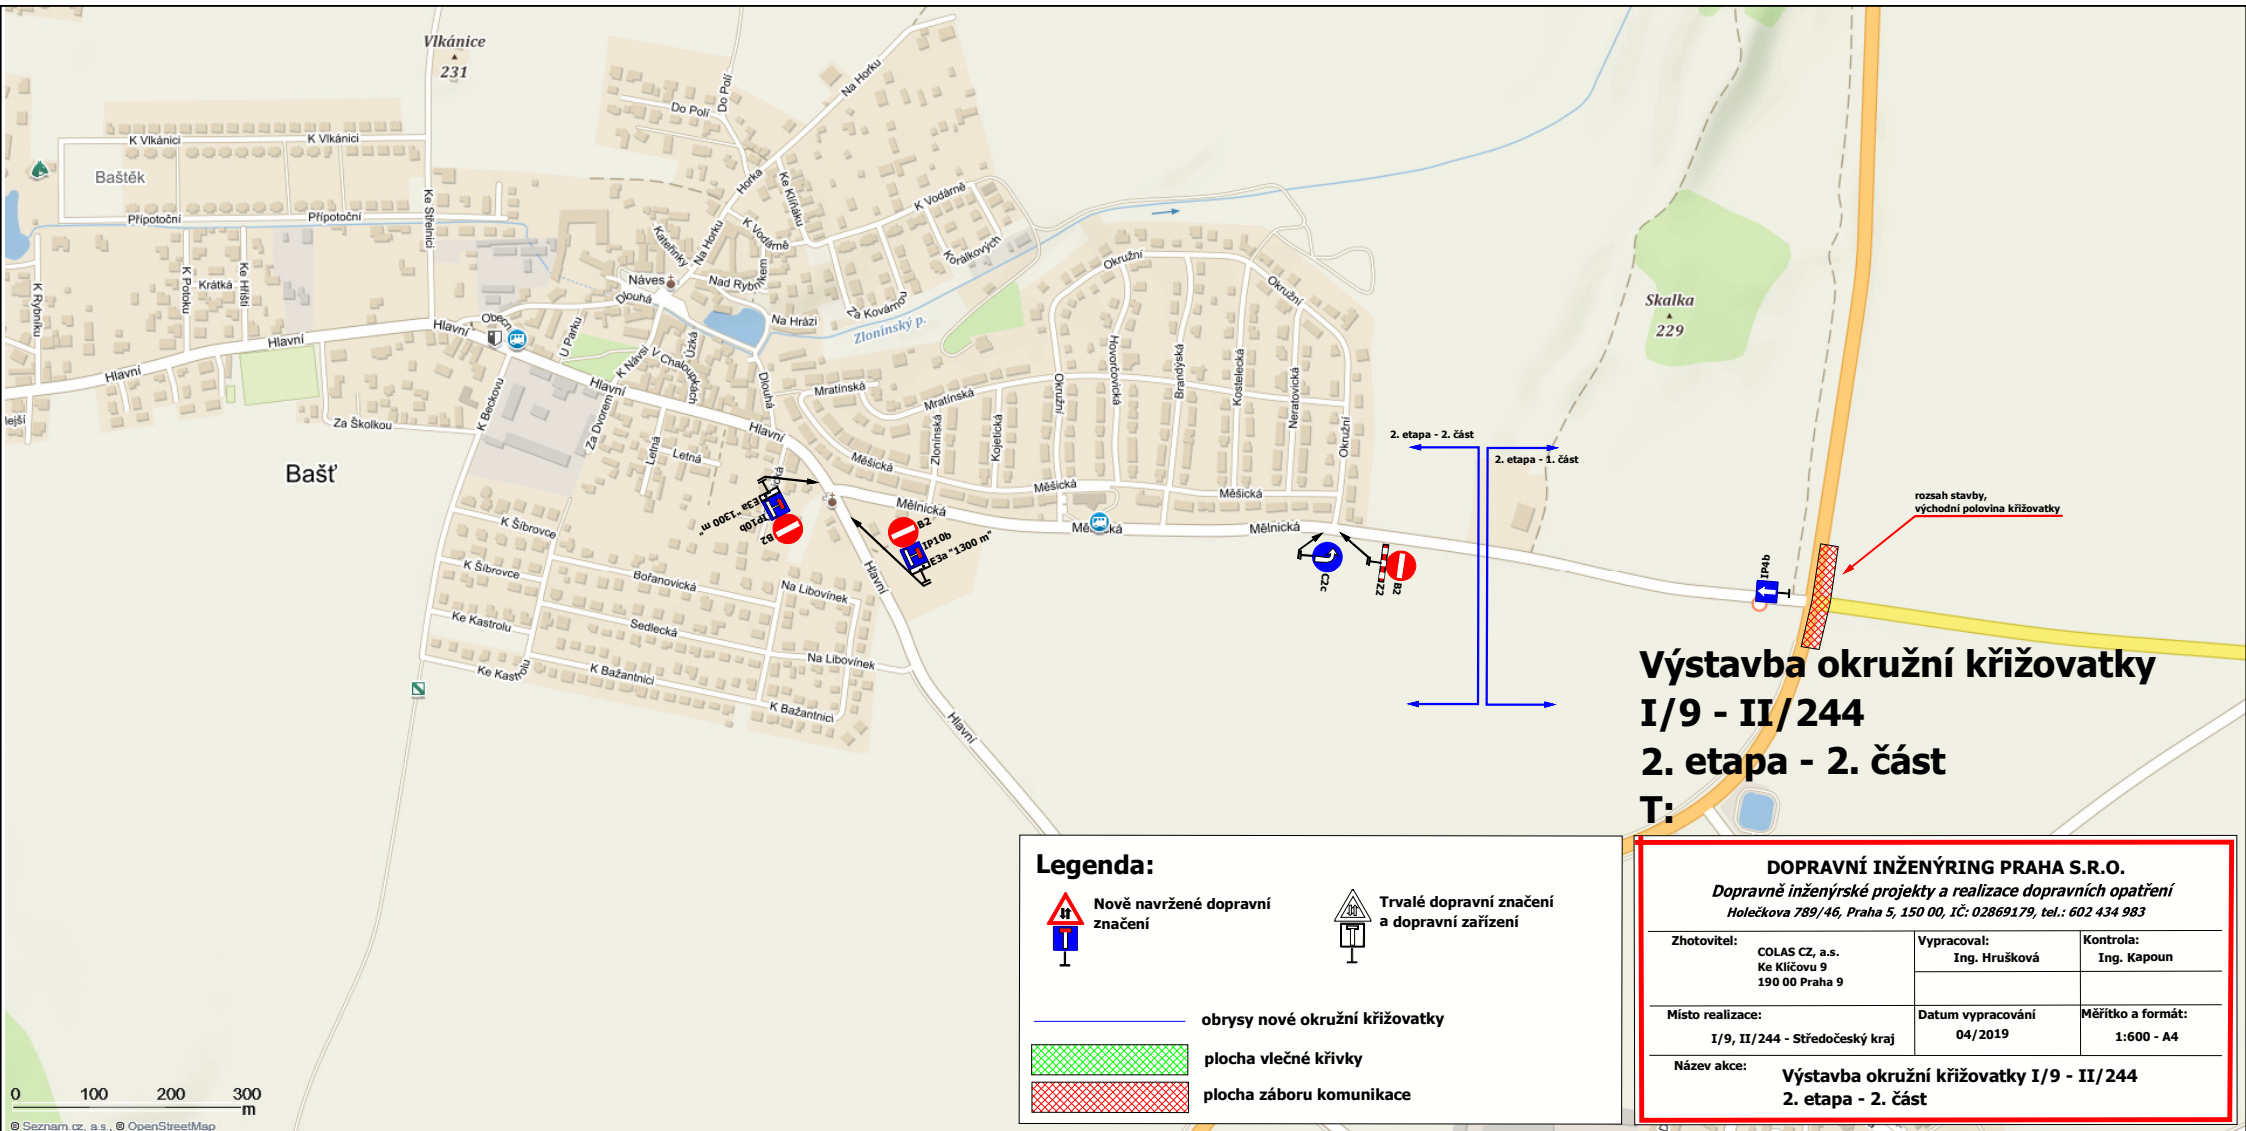 Vlkánice
231
Do Polí
Do Polí
Na Horku
K Vlkánici
K Vlkánici
Baštěk
Přípotoční
Přípotoční
Ke Střelnici
Horka
Ke Kliňáku
K Vodárně
K Vodárně
Korálkových
Kateřinky
Na Horku
K Rybníku
K Potoku
Krátká
Ke Hřišti
Náves
Dlouhá
Nad Rybníkem
Na Hrázi
Za Kovárnou
Zlonínský p.
Okružní
Okružní
Skalka
229
Hlavní
Hlavní
Hlavní
Obecn
U Parku
K Návsi
V Chaloupkách
Úzká
Dlouhá
Hlavní
Hlavní
lejší
Za Školkou
K Beckovu
Za Dvorem
Letná
Letná
Mratínská
Mratínská
Zlonínská
Kojetická
Okružní
Hovorčovická
Brandýská
Kostelecká
Neratovická
Okružní
Bašť
Měšická
Měšická
Měšická
Mělnická
Mělnická
Mělnická
ická
2. etapa - 2. část
2. etapa - 1. část
rozsah stavby,
východní polovina křižovatky
E3a "1300 m"
IP10b
B2
B2
IP10b
E3a "1300 m"
C2c
Z2
B2
IP4b
K Šíbrovce
K Šíbrovce
Bořanovická
Na Libovínek
Hlavní
Ke Kastrolu
Sedlecká
Na Libovínek
Ke Kastrolu
K Bažantnici
K Bažantnici
Hlavní
Výstavba okružní křižovatky
I/9 - II/244
2. etapa - 2. část
T:
Legenda:
Nově navržené dopravní
značení
Trvalé dopravní značení
a dopravní zařízení
obrysy nové okružní křižovatky
plocha vlečné křivky
plocha záboru komunikace
DOPRAVNÍ INŽENÝRING PRAHA S.R.O.
Dopravně inženýrské projekty a realizace dopravních opatření
Holečkova 789/46, Praha 5, 150 00, IČ: 02869179, tel.: 602 434 983
Zhotovitel:
COLAS CZ, a.s.
Ke Klíčovu 9
190 00 Praha 9
Vypracoval:
Ing. Hrušková
Kontrola:
Ing. Kapoun
Místo realizace:
I/9, II/244 - Středočeský kraj
Datum vypracování
04/2019
Měřítko a formát:
1:600 - A4
Název akce:
Výstavba okružní křižovatky I/9 - II/244
2. etapa - 2. část
0 100 200 300
m
© Seznam.cz, a.s., © OpenStreetMap